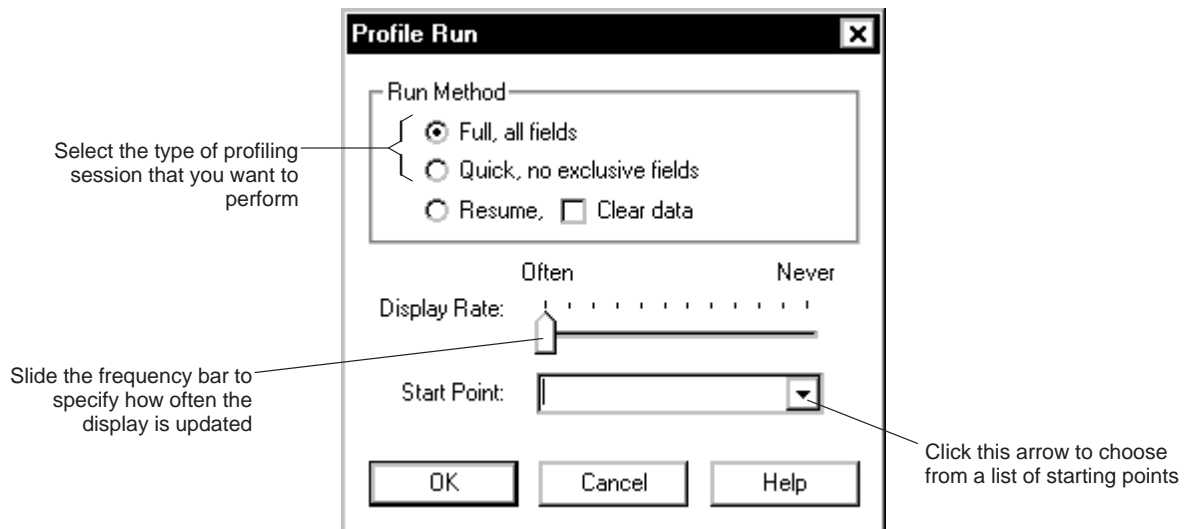 Profile Run
Run Method
Full, all fields
Quick, no exclusive fields
Resume, Clear data
Select the type of profiling
session that you want to
perform
Often Never
Display Rate:
Slide the frequency bar to
specify how often the
display is updated
Start Point:
Click this arrow to choose
from a list of starting points
OK Cancel Help